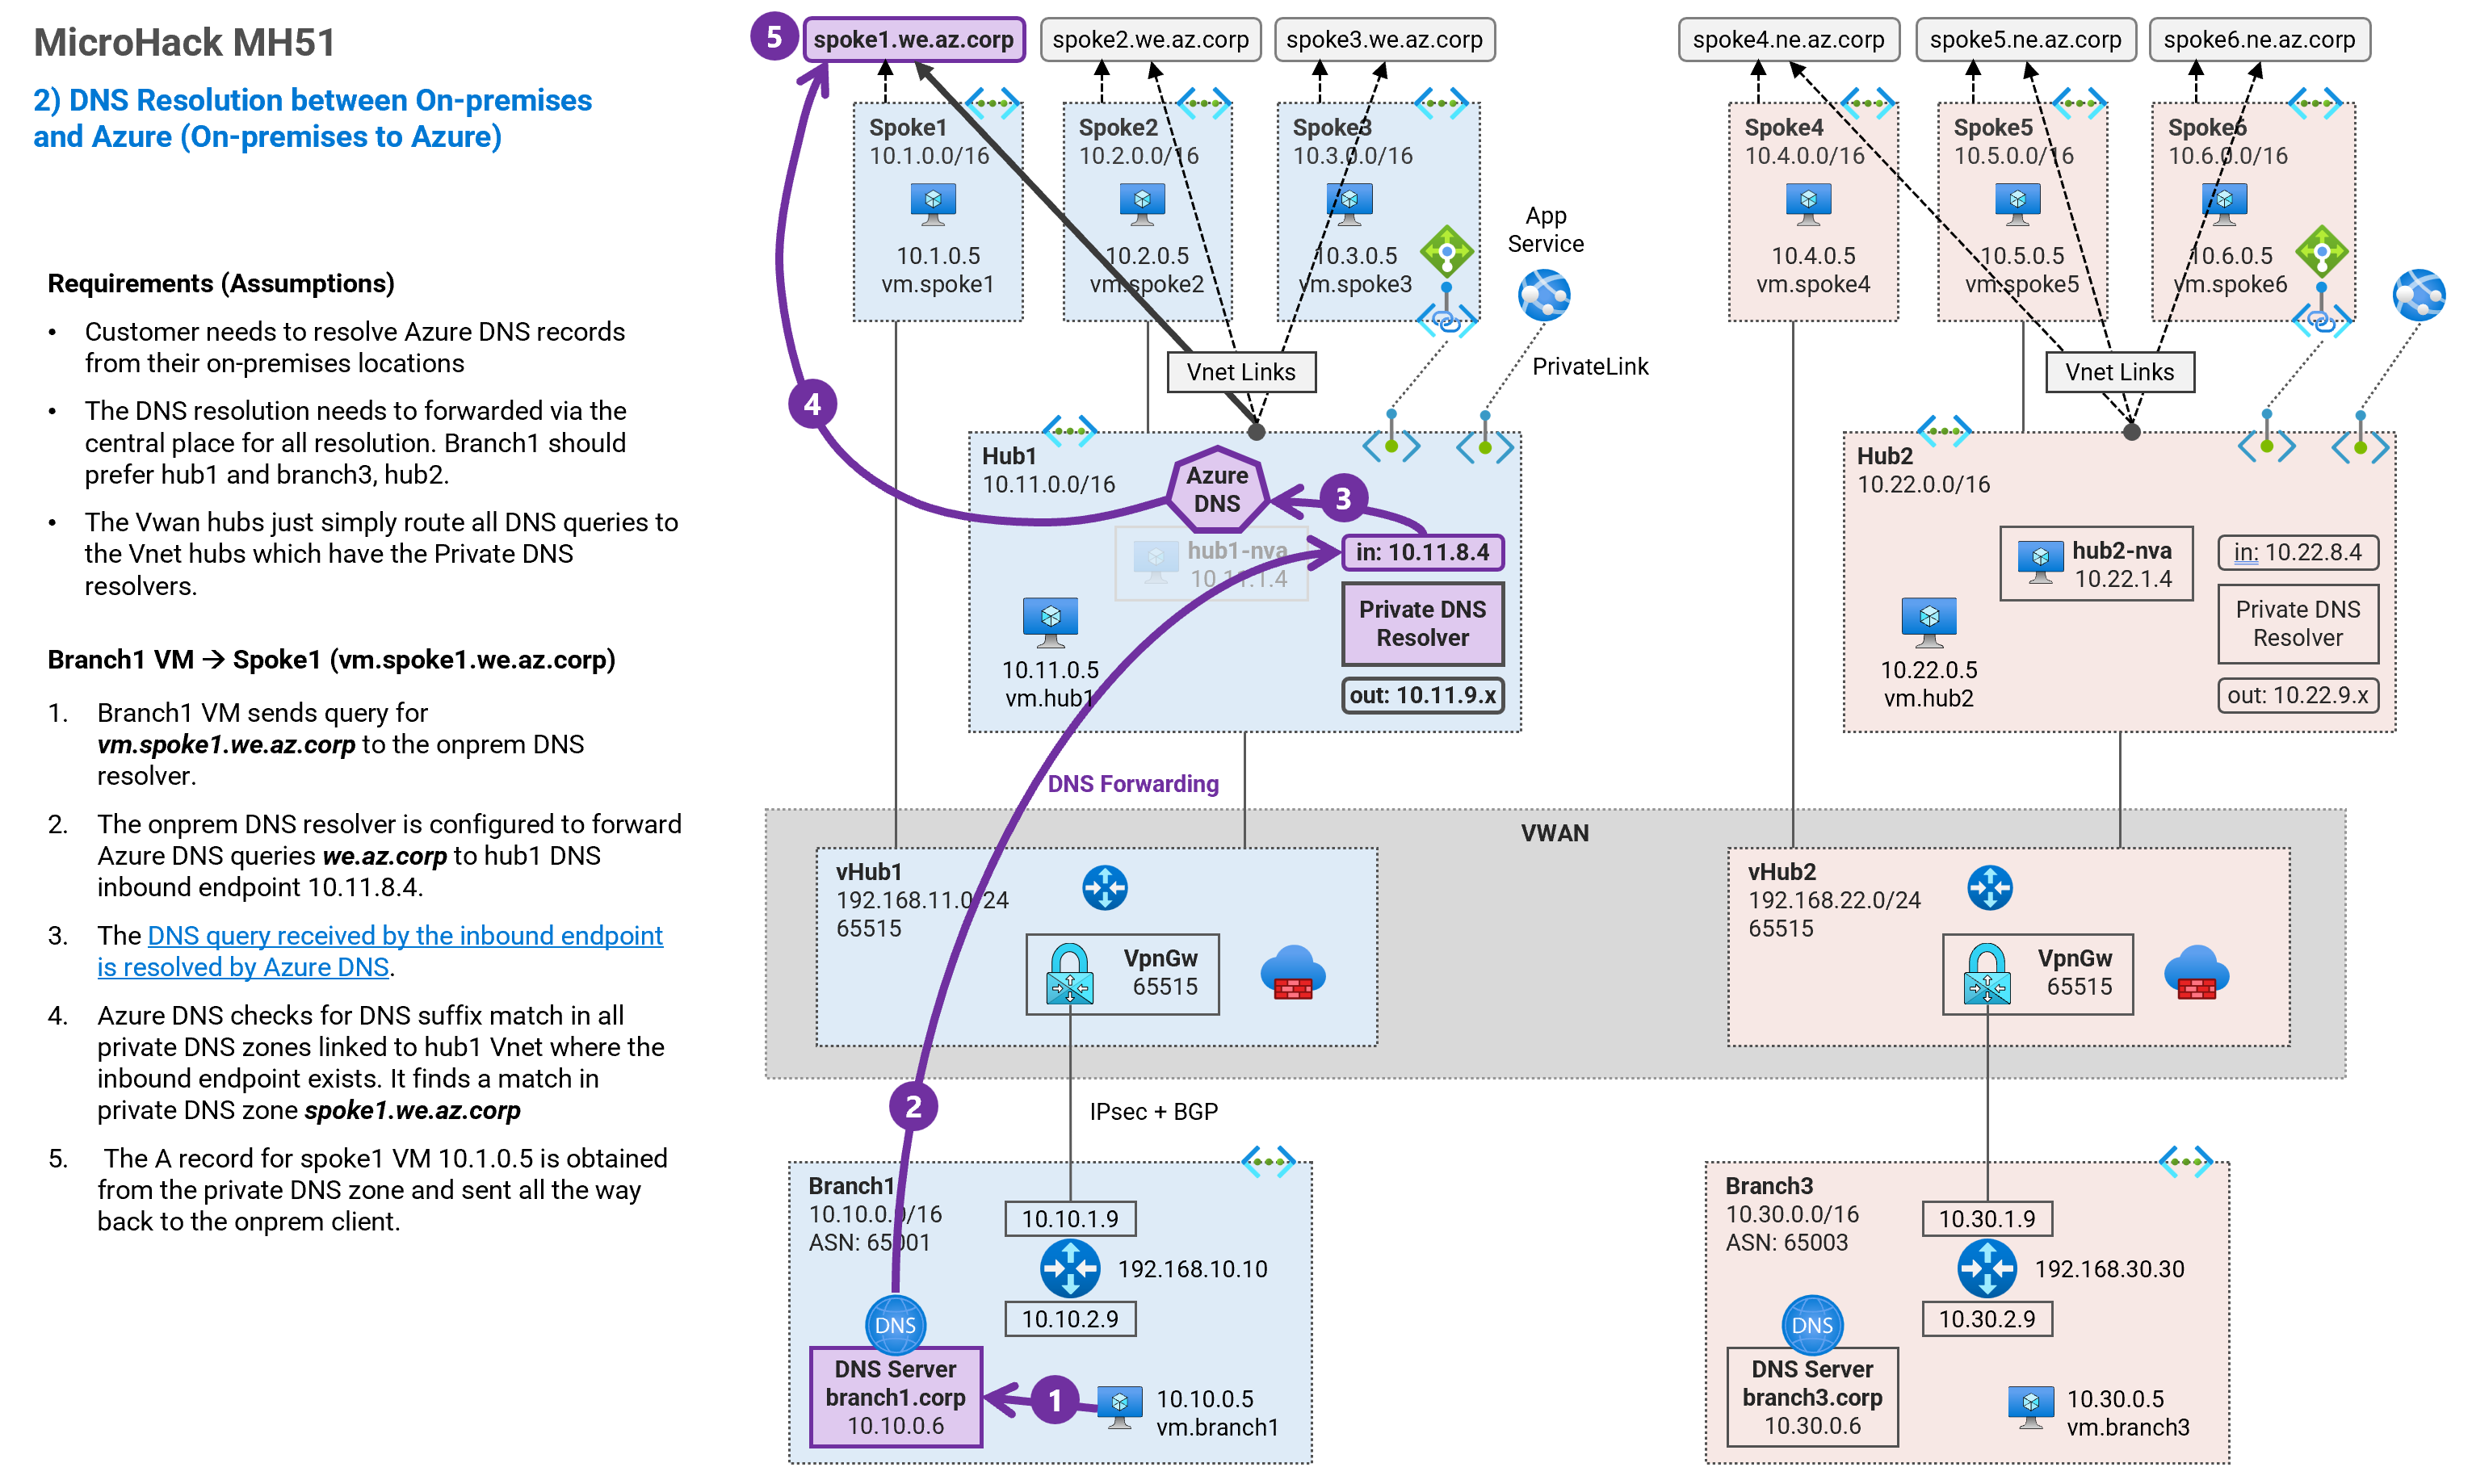 MicroHack MH51
2) DNS Resolution between On-premises
and Azure (On-premises to Azure)
Requirements (Assumptions)
• Customer needs to resolve Azure DNS records
from their on-premises locations
• The DNS resolution needs to forwarded via the
central place for all resolution. Branch1 should
prefer hub1 and branch3, hub2.
• The Vwan hubs just simply route all DNS queries to
the Vnet hubs which have the Private DNS
resolvers.
Branch1 VM → Spoke1 (vm.spoke1.we.az.corp)
1. Branch1 VM sends query for
vm.spoke1.we.az.corp to the onprem DNS
resolver.
2. The onprem DNS resolver is configured to forward
Azure DNS queries we.az.corp to hub1 DNS
inbound endpoint 10.11.8.4.
3. The DNS query received by the inbound endpoint
is resolved by Azure DNS.
4. Azure DNS checks for DNS suffix match in all
private DNS zones linked to hub1 Vnet where the
inbound endpoint exists. It finds a match in
private DNS zone spoke1.we.az.corp
5. The A record for spoke1 VM 10.1.0.5 is obtained
from the private DNS zone and sent all the way
back to the onprem client.
5
spoke1.we.az.corp
spoke2.we.az.corp
spoke3.we.az.corp
spoke4.ne.az.corp
spoke5.ne.az.corp
spoke6.ne.az.corp
Spoke1
10.1.0.0/16
10.1.0.5
vm.spoke1
Spoke2
10.2.0.0/16
10.2.0.5
vm.spoke2
Spoke3
10.3.0.0/16
10.3.0.5
vm.spoke3
App
Service
PrivateLink
Spoke4
10.4.0.0/16
10.4.0.5
vm.spoke4
Spoke5
10.5.0.0/16
10.5.0.5
vm.spoke5
Spoke6
10.6.0.0/16
10.6.0.5
vm.spoke6
Vnet Links
Vnet Links
4
Hub1
10.11.0.0/16
Azure
DNS
3
hub1-nva
10.11.1.4
in: 10.11.8.4
Private DNS
Resolver
out: 10.11.9.x
10.11.0.5
vm.hub1
Hub2
10.22.0.0/16
hub2-nva
10.22.1.4
in: 10.22.8.4
Private DNS
Resolver
out: 10.22.9.x
10.22.0.5
vm.hub2
DNS Forwarding
VWAN
vHub1
192.168.11.0/24
65515
VpnGw
65515
vHub2
192.168.22.0/24
65515
VpnGw
65515
2
IPsec + BGP
Branch1
10.10.0.0/16
ASN: 65001
10.10.1.9
192.168.10.10
10.10.2.9
DNS
DNS Server
branch1.corp
10.10.0.6
1
10.10.0.5
vm.branch1
Branch3
10.30.0.0/16
ASN: 65003
10.30.1.9
192.168.30.30
10.30.2.9
DNS
DNS Server
branch3.corp
10.30.0.6
10.30.0.5
vm.branch3